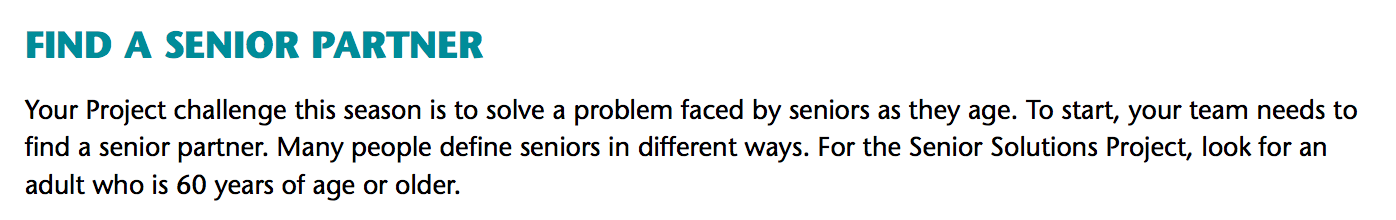 FIND A SENIOR PARTNER
Your Project challenge this season is to solve a problem faced by seniors as they age. To start, your team needs to
find a senior partner. Many people define seniors in different ways. For the Senior Solutions Project, look for an
adult who is 60 years of age or older.